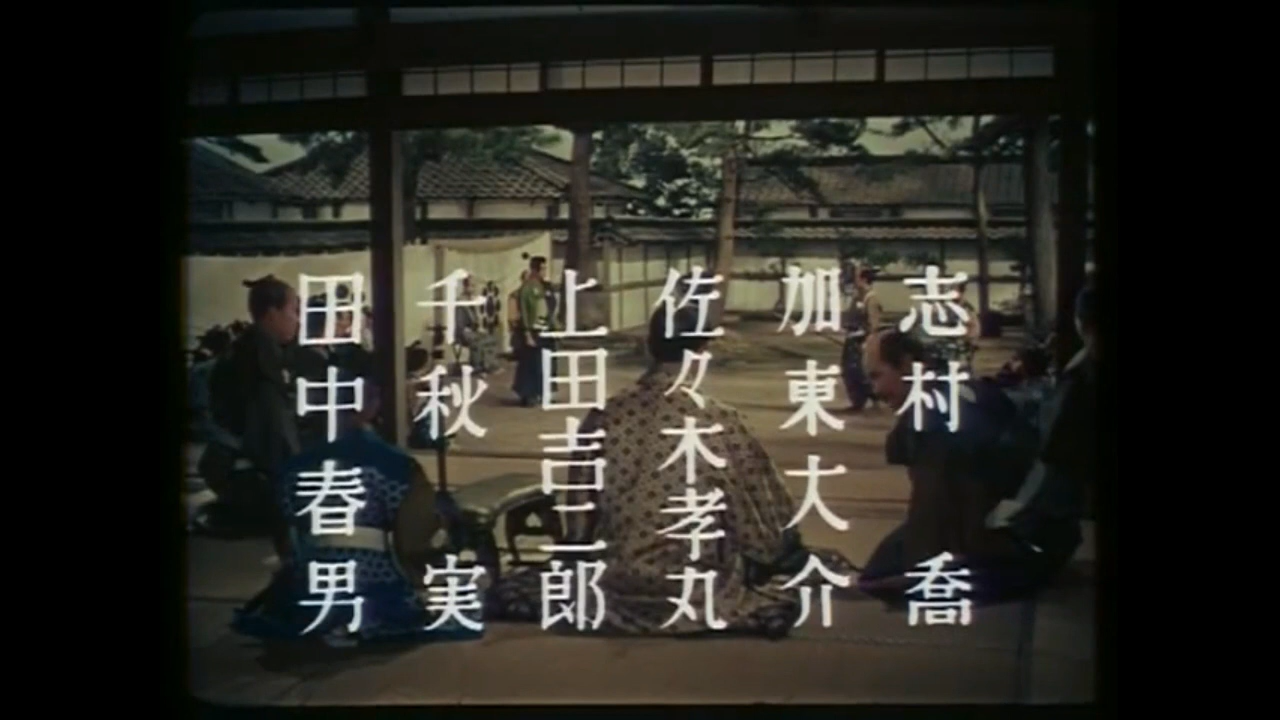 志村喬
加東大介
佐々木孝丸
上田吉二郎
千秋実
田中春男